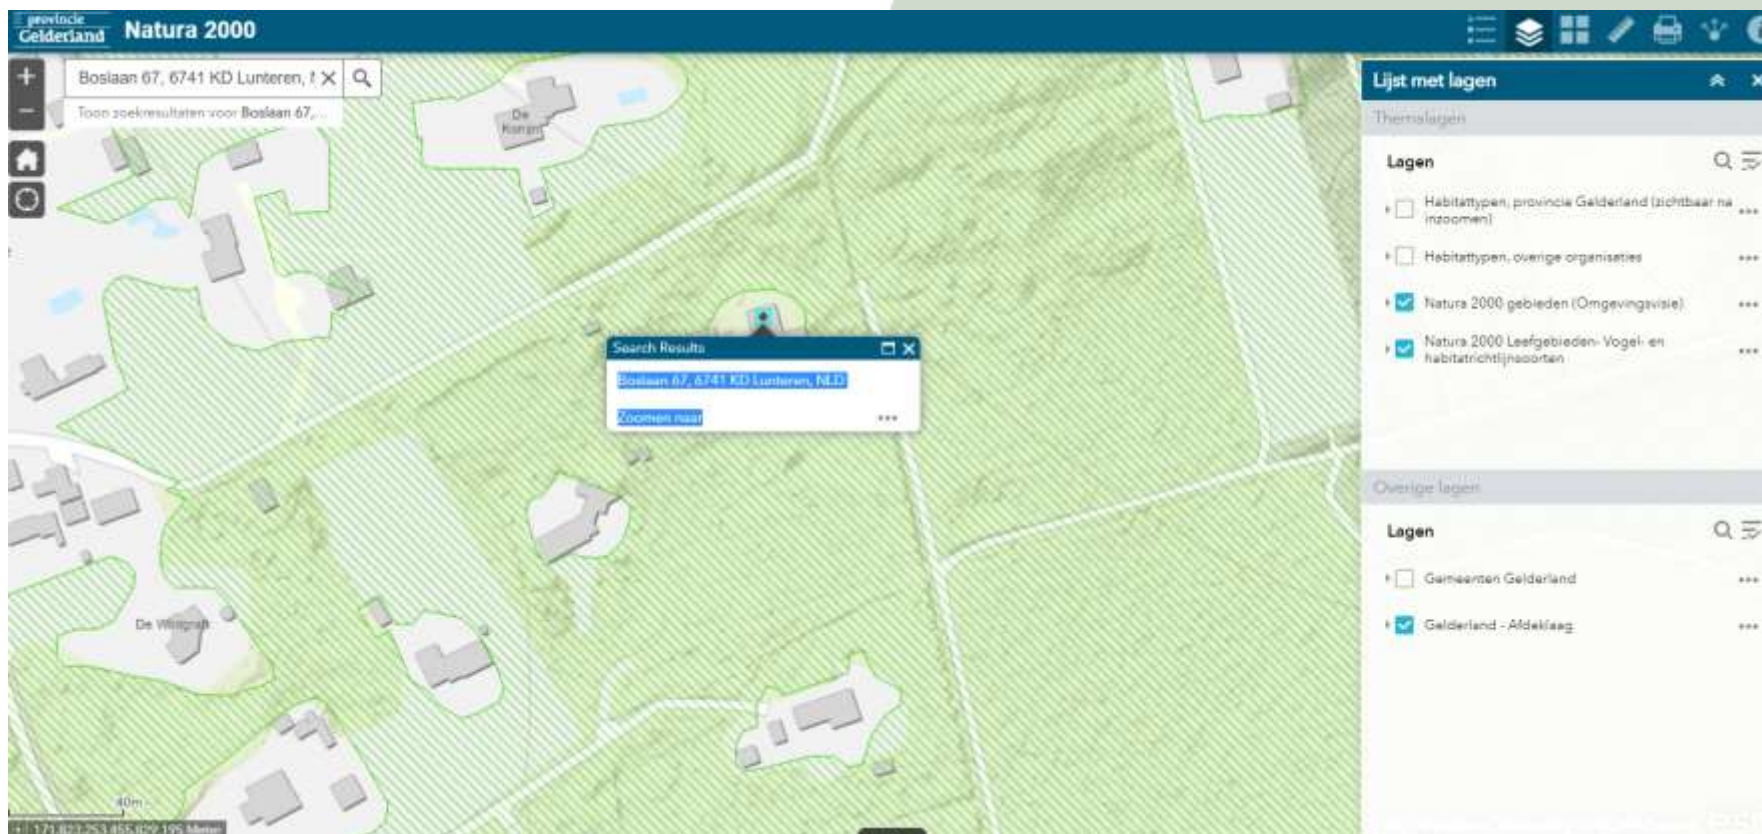 provincie
Gelderland
Natura 2000
Boslaan 67, 6741 KD Lunteren, N
Toon zoekresultaten voor Boslaan 67,...
De
Search Results
Boslaan 67, 6741 KD Lunteren, NLD
Zoomen naar
De
40m
Meter
Lijst met lagen
Themalagen
Lagen
Habitattypen, provincie Gelderland (zichtbaar na
inzoomen)
Habitattypen, overige organisaties
Natura 2000 gebieden (Omgevingsvisie)
Natura 2000 Leefgebieden- Vogel- en
habitatrichtlijnsoorten
Overige lagen
Lagen
Gemeenten Gelderland
Gelderland - Afdeklaag